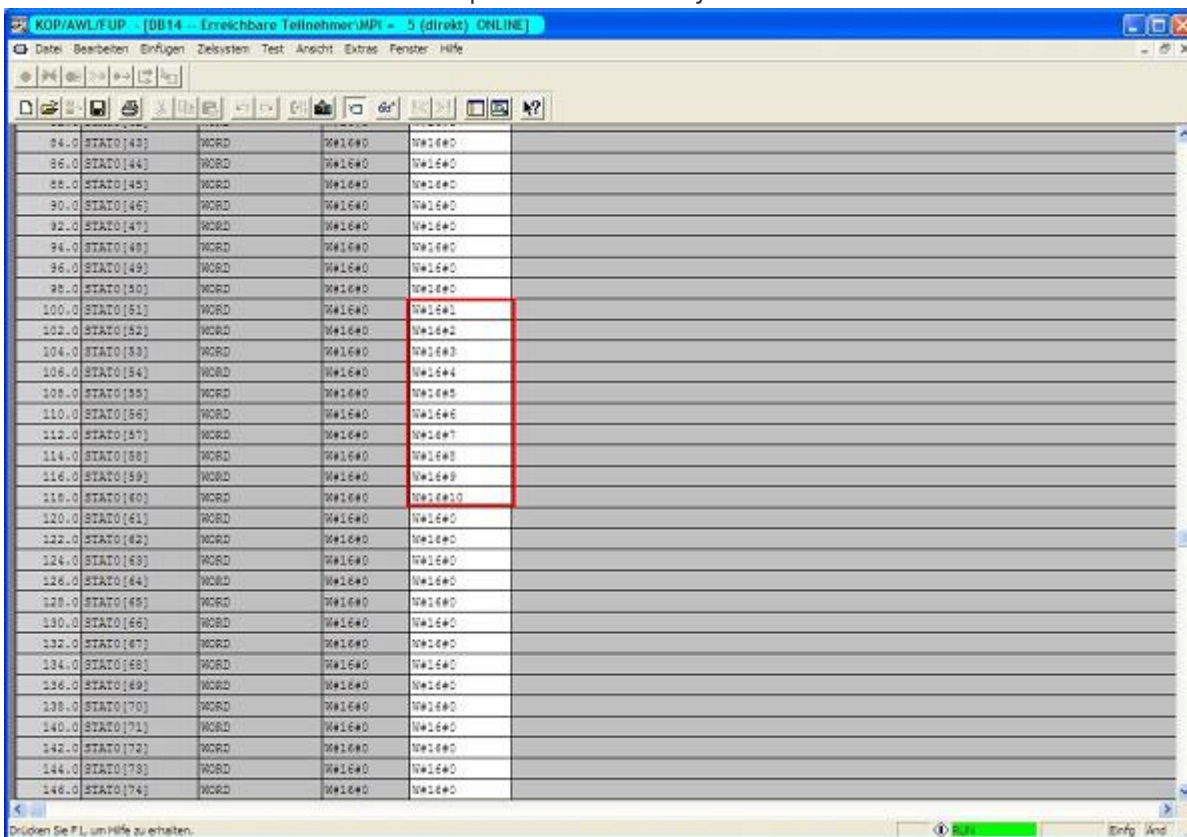 KOP/AWL/FUP - [DB14 -- Erreichbare Teilnehmer\MPI = 5 (direkt) ONLINE]
Datei Bearbeiten Einfügen Zielsystem Test Ansicht Extras Fenster Hilfe
84.0 STAT0[43] WORD W#16#0 W#16#0
86.0 STAT0[44] WORD W#16#0 W#16#0
88.0 STAT0[45] WORD W#16#0 W#16#0
90.0 STAT0[46] WORD W#16#0 W#16#0
92.0 STAT0[47] WORD W#16#0 W#16#0
94.0 STAT0[48] WORD W#16#0 W#16#0
96.0 STAT0[49] WORD W#16#0 W#16#0
98.0 STAT0[50] WORD W#16#0 W#16#0
100.0 STAT0[51] WORD W#16#0 W#16#1
102.0 STAT0[52] WORD W#16#0 W#16#2
104.0 STAT0[53] WORD W#16#0 W#16#3
106.0 STAT0[54] WORD W#16#0 W#16#4
108.0 STAT0[55] WORD W#16#0 W#16#5
110.0 STAT0[56] WORD W#16#0 W#16#6
112.0 STAT0[57] WORD W#16#0 W#16#7
114.0 STAT0[58] WORD W#16#0 W#16#8
116.0 STAT0[59] WORD W#16#0 W#16#9
118.0 STAT0[60] WORD W#16#0 W#16#10
120.0 STAT0[61] WORD W#16#0 W#16#0
122.0 STAT0[62] WORD W#16#0 W#16#0
124.0 STAT0[63] WORD W#16#0 W#16#0
126.0 STAT0[64] WORD W#16#0 W#16#0
128.0 STAT0[65] WORD W#16#0 W#16#0
130.0 STAT0[66] WORD W#16#0 W#16#0
132.0 STAT0[67] WORD W#16#0 W#16#0
134.0 STAT0[68] WORD W#16#0 W#16#0
136.0 STAT0[69] WORD W#16#0 W#16#0
138.0 STAT0[70] WORD W#16#0 W#16#0
140.0 STAT0[71] WORD W#16#0 W#16#0
142.0 STAT0[72] WORD W#16#0 W#16#0
144.0 STAT0[73] WORD W#16#0 W#16#0
146.0 STAT0[74] WORD W#16#0 W#16#0
Drücken Sie F1, um Hilfe zu erhalten. RUN Einfg Änd